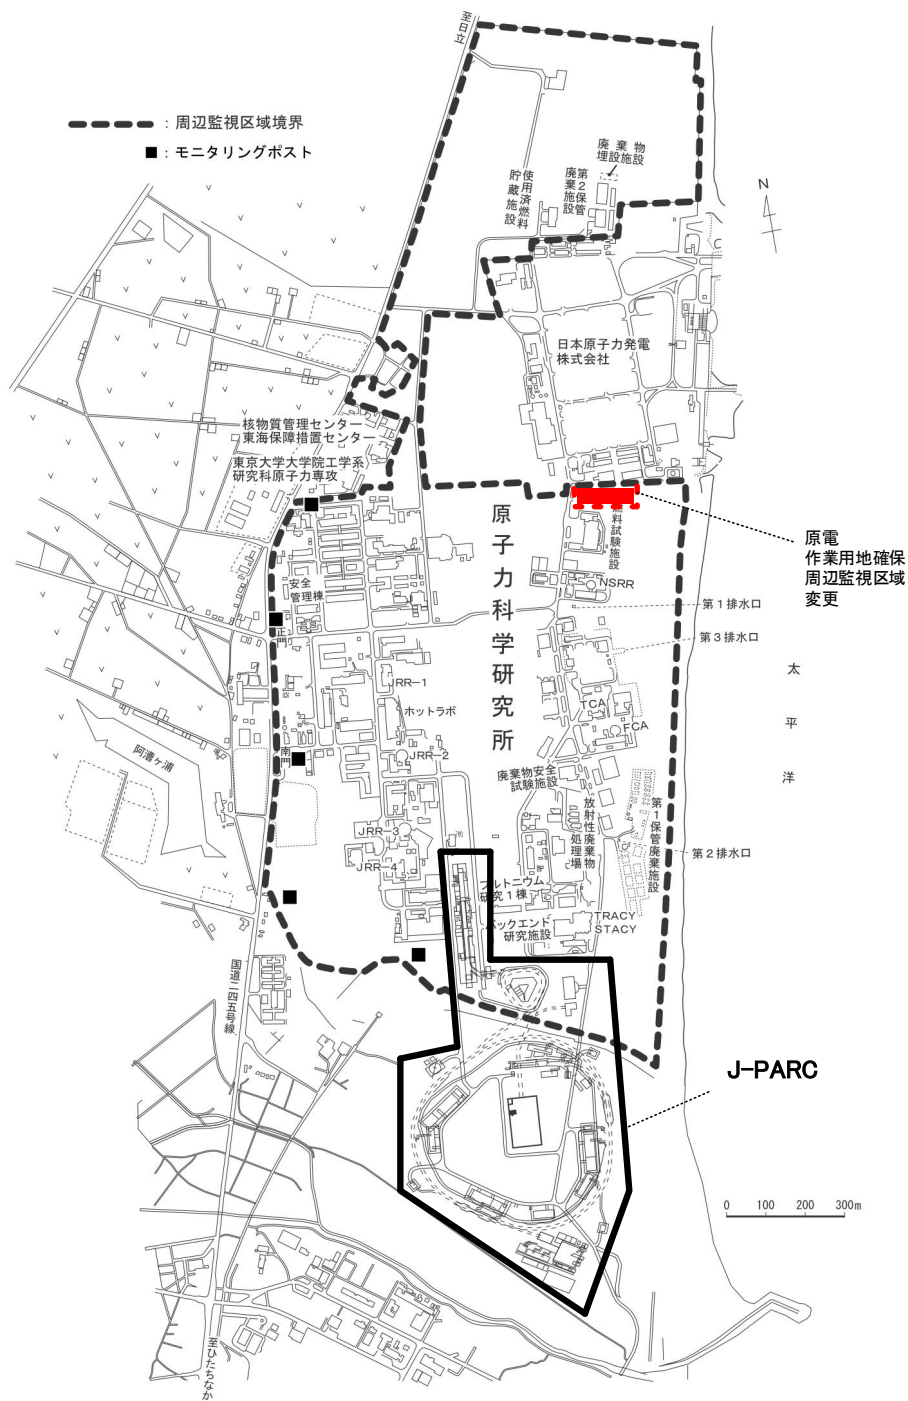 至日立
━ ━ ━ ━ ━ : 周辺監視区域境界
■ : モニタリングポスト
廃棄物
埋設施設
第2保管
廃棄施設
使用済燃料
貯蔵施設
N
日本原子力発電
株式会社
核物質管理センター
東海保障措置センター
東京大学大学院工学系
研究科原子力専攻
原子力科学研究所
料試験施設
原電
作業用地確保
周辺監視区域
変更
安全
管理棟
NSRR
第1排水口
正門
第3排水口
太平洋
JRR-1
ホットラボ
TCA
FCA
南門
JRR-2
阿漕ヶ浦
廃棄物安全
試験施設
放射性廃棄物
処理場
第1保管廃棄施設
JRR-3
第2排水口
JRR-4
プルトニウム
研究1棟
TRACY
STACY
バックエンド
研究施設
国道二四五号線
J-PARC
0 100 200 300m
至ひたちなか